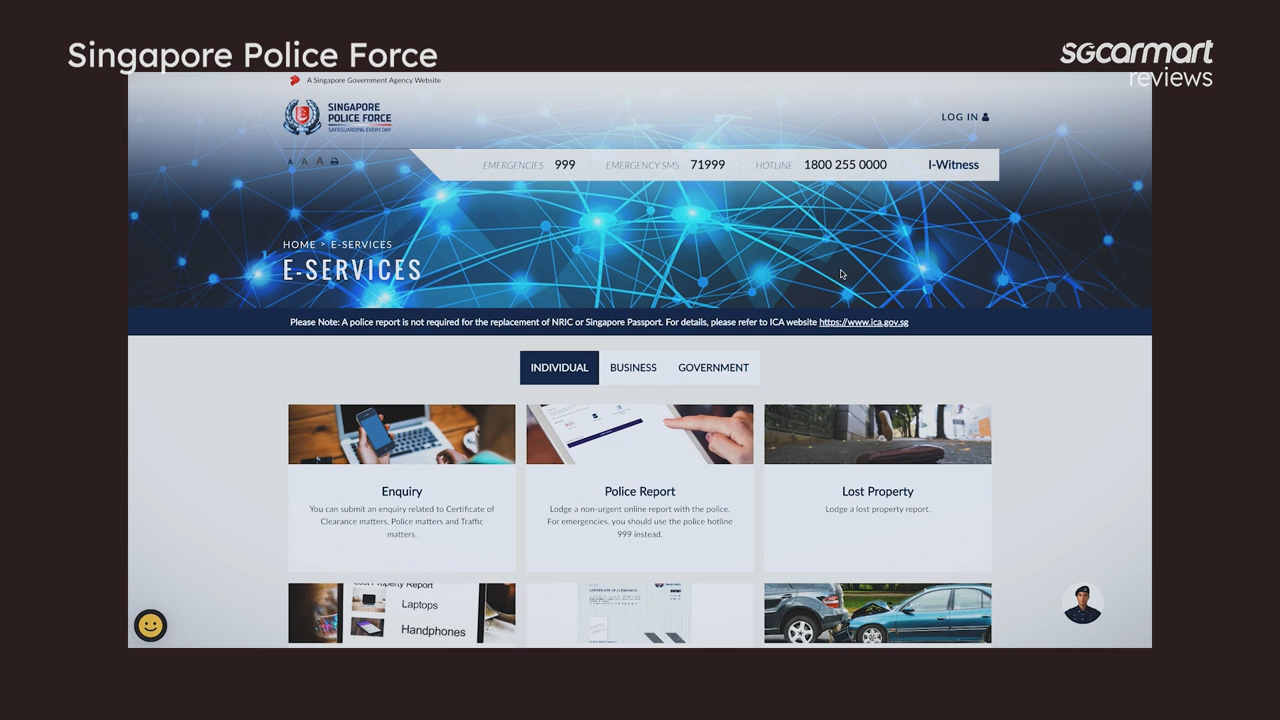 Singapore Police Force
sgcarmart
reviews
A Singapore Government Agency Website
SINGAPORE
POLICE FORCE
SAFEGUARDING EVERY DAY
LOG IN
A A A
EMERGENCIES 999 EMERGENCY SMS 71999 HOTLINE 1800 255 0000 I-Witness
HOME > E-SERVICES
E-SERVICES
Please Note: A police report is not required for the replacement of NRIC or Singapore Passport. For details, please refer to ICA website https://www.ica.gov.sg
INDIVIDUAL BUSINESS GOVERNMENT
Enquiry
You can submit an enquiry related to Certificate of
Clearance matters, Police matters and Traffic
matters.
Police Report
Lodge a non-urgent online report with the police.
For emergencies, you should use the police hotline
999 instead.
Lost Property
Lodge a lost property report.
Lost Property Report
Laptops
Handphones
CERTIFICATE OF CLEARANCE